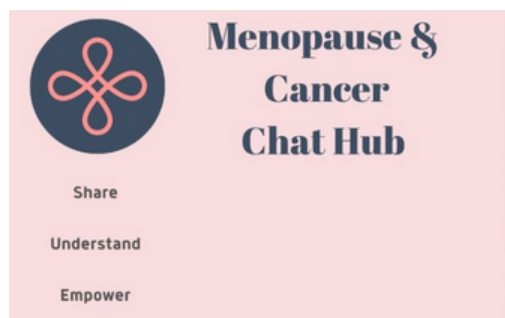 Menopause &
Cancer
Chat Hub
Share
Understand
Empower